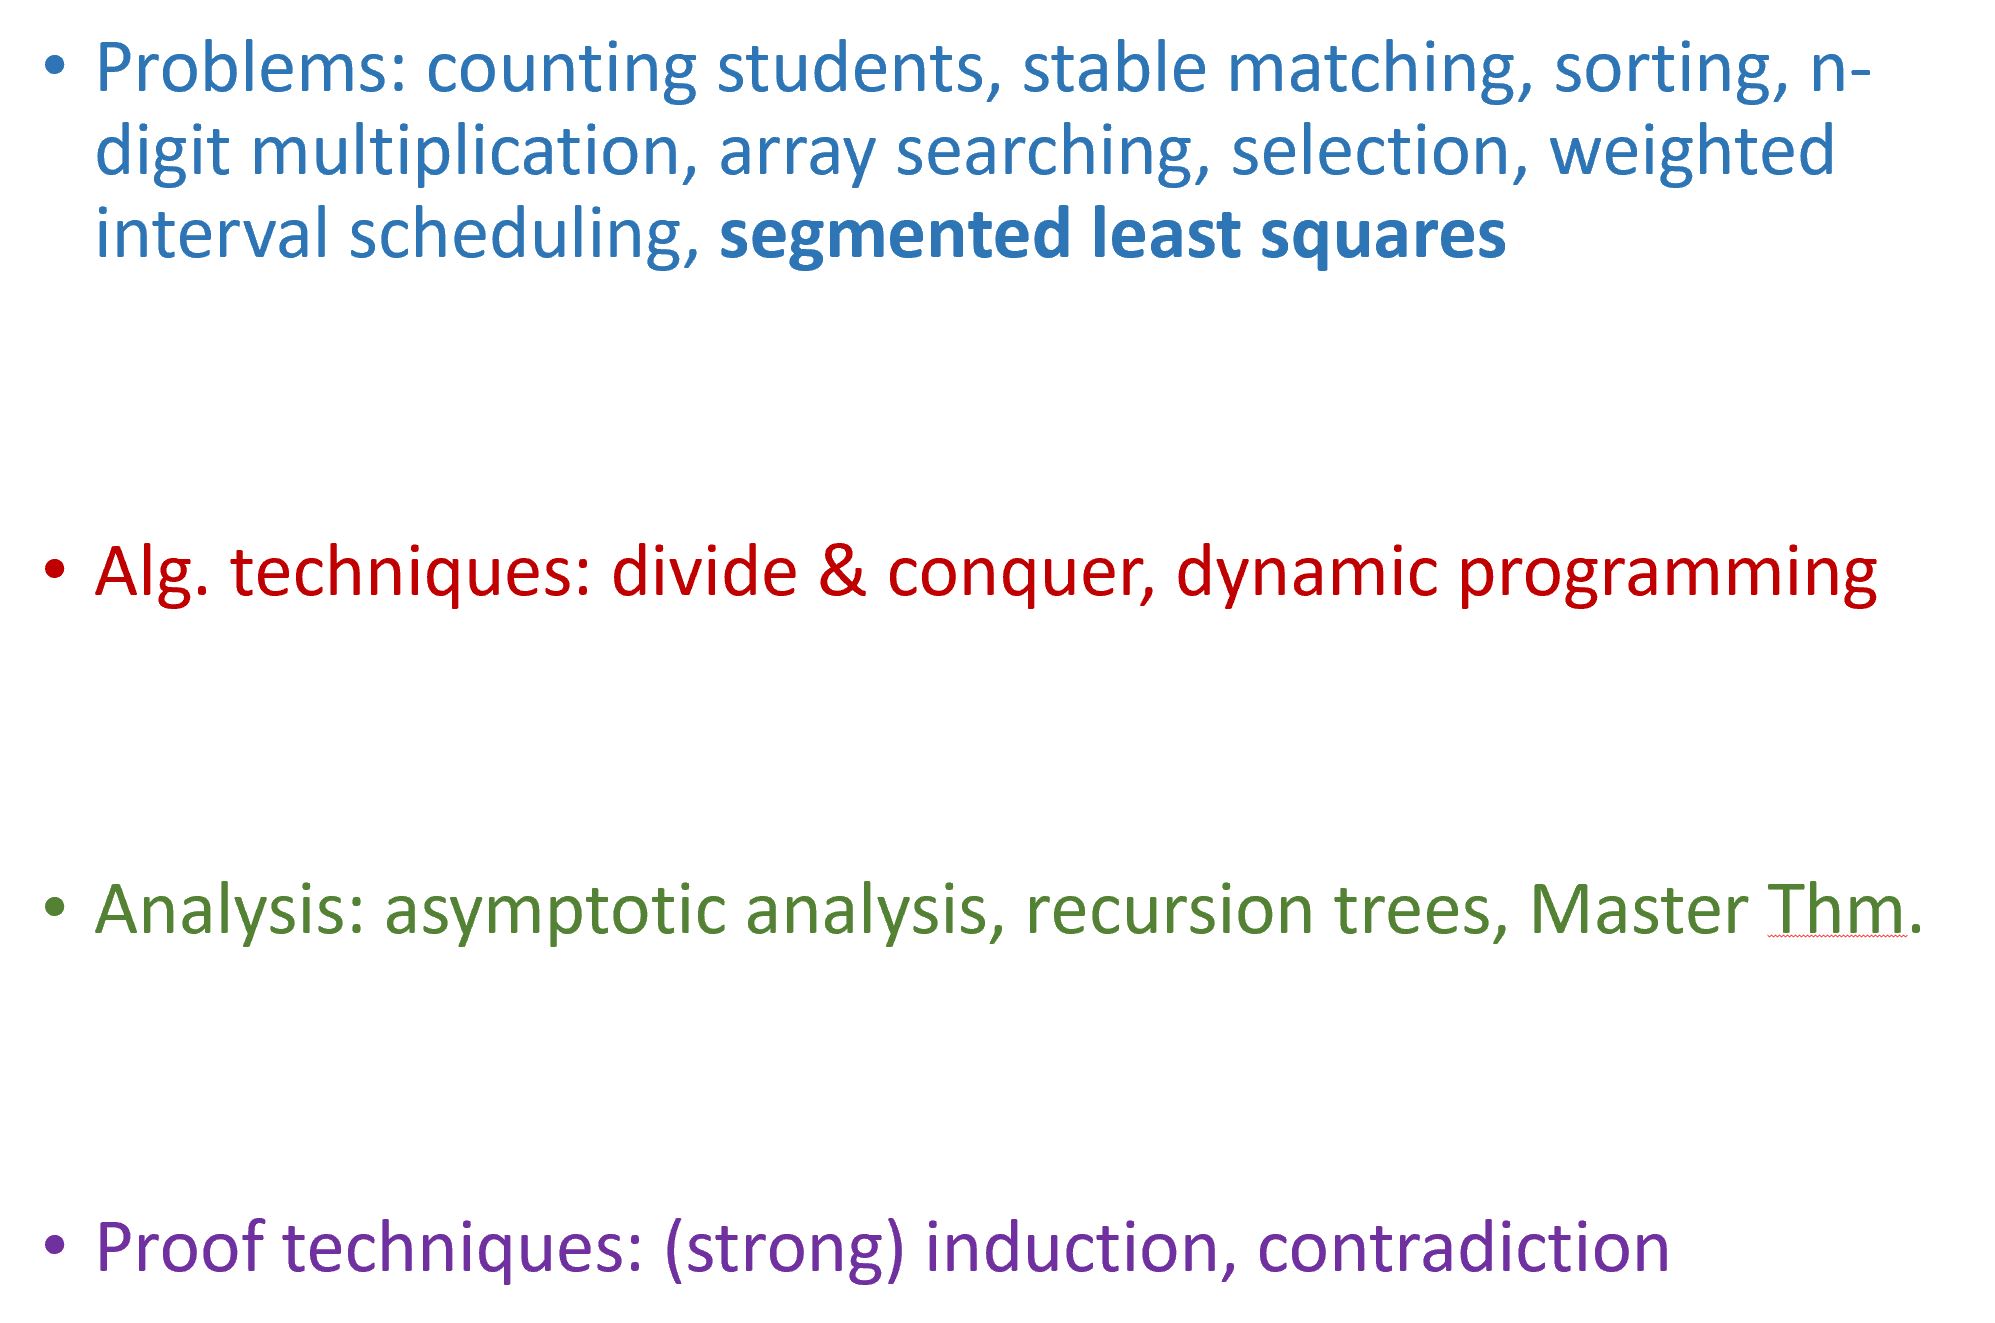 • Problems: counting students, stable matching, sorting, n-
digit multiplication, array searching, selection, weighted
interval scheduling, segmented least squares
• Alg. techniques: divide & conquer, dynamic programming
• Analysis: asymptotic analysis, recursion trees, Master Thm.
• Proof techniques: (strong) induction, contradiction